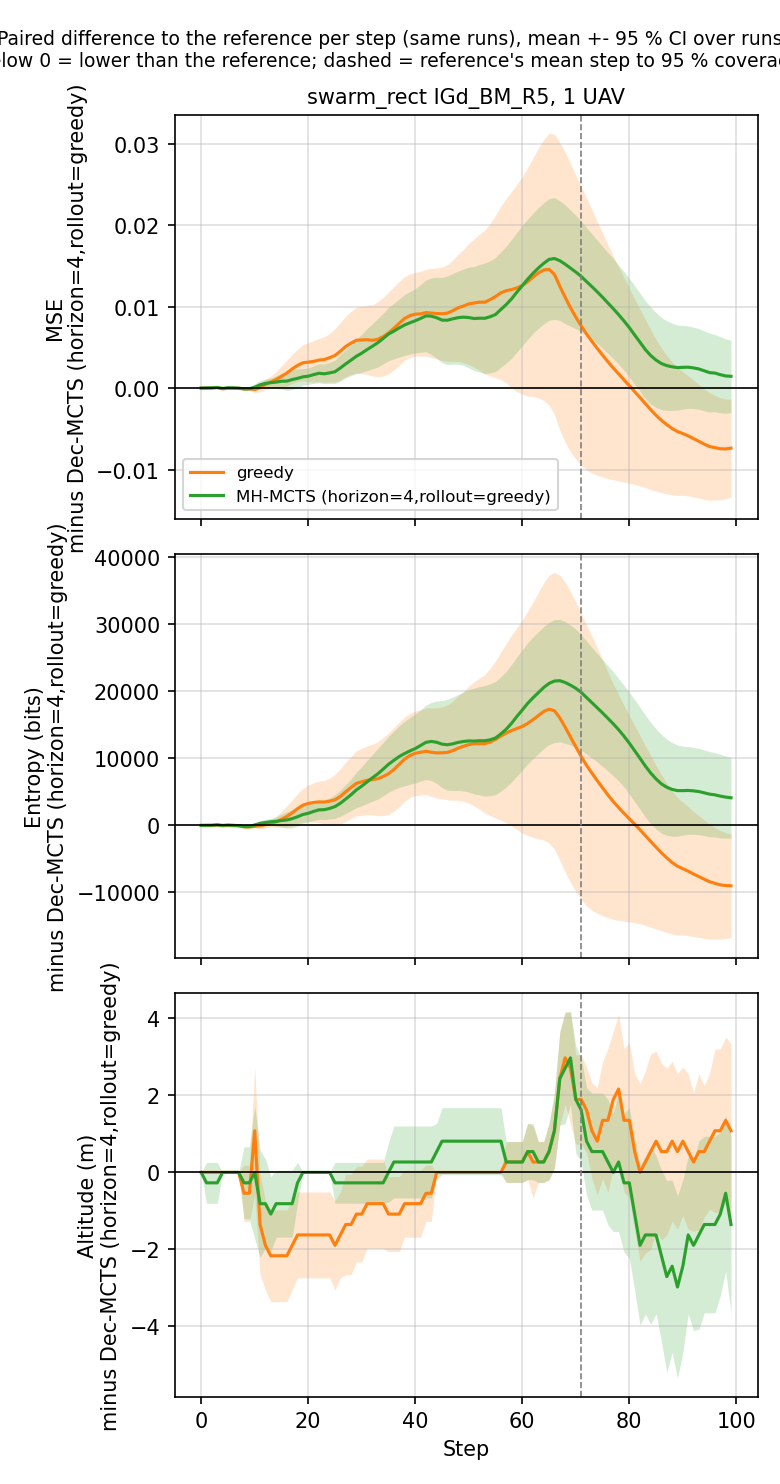 Paired difference to the reference per step (same runs), mean +- 95 % CI over runs
0 = lower than the reference; dashed = reference's mean step to 95 %
swarm_rect IGd_BM_R5, 1 UAV
MSE
minus Dec-MCTS (horizon=4,rollout=greedy)
0.03
0.02
0.01
0.00
−0.01
greedy
MH-MCTS (horizon=4,rollout=greedy)
Entropy (bits)
minus Dec-MCTS (horizon=4,rollout=greedy)
40000
30000
20000
10000
0
−10000
Altitude (m)
minus Dec-MCTS (horizon=4,rollout=greedy)
4
2
0
−2
−4
0 20 40 60 80 100
Step